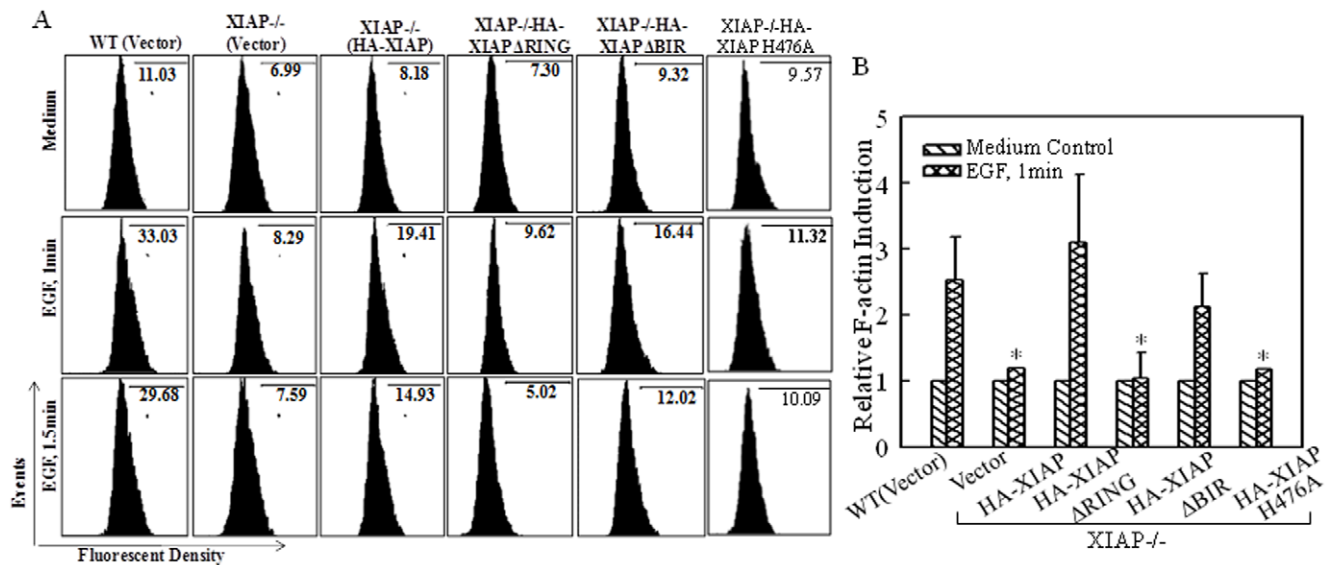 A
WT (Vector)
XIAP-/-
(Vector)
XIAP-/-
(HA-XIAP)
XIAP-/-HA-
XIAP ΔRING
XIAP-/-HA-
XIAP ΔBIR
XIAP-/-HA-
XIAP H476A
Medium
11.03
6.99
8.18
7.30
9.32
9.57
EGF, 1min
33.03
8.29
19.41
9.62
16.44
11.32
EGF, 1.5min
29.68
7.59
14.93
5.02
12.02
10.09
Events
Fluorescent Density
B
Relative F-actin Induction
5
4
3
2
1
0
Medium Control
EGF, 1min
*
*
*
WT(Vector)
Vector
HA-XIAP
HA-XIAP
ΔRING
HA-XIAP
ΔBIR
HA-XIAP
H476A
XIAP-/-